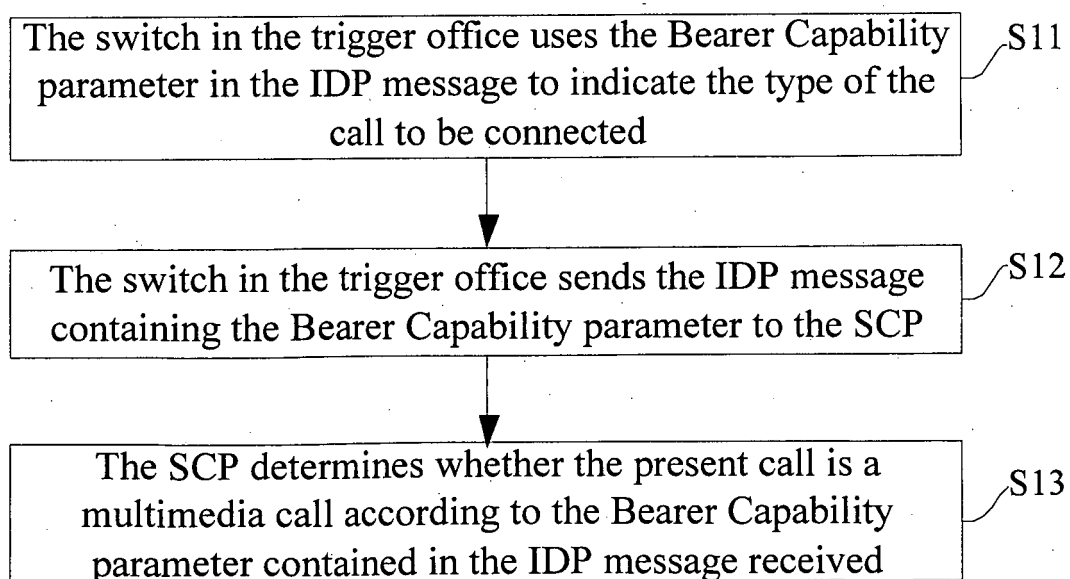 The switch in the trigger office uses the Bearer Capability
parameter in the IDP message to indicate the type of the
call to be connected
S11
The switch in the trigger office sends the IDP message
containing the Bearer Capability parameter to the SCP
S12
The SCP determines whether the present call is a
multimedia call according to the Bearer Capability
parameter contained in the IDP message received
S13